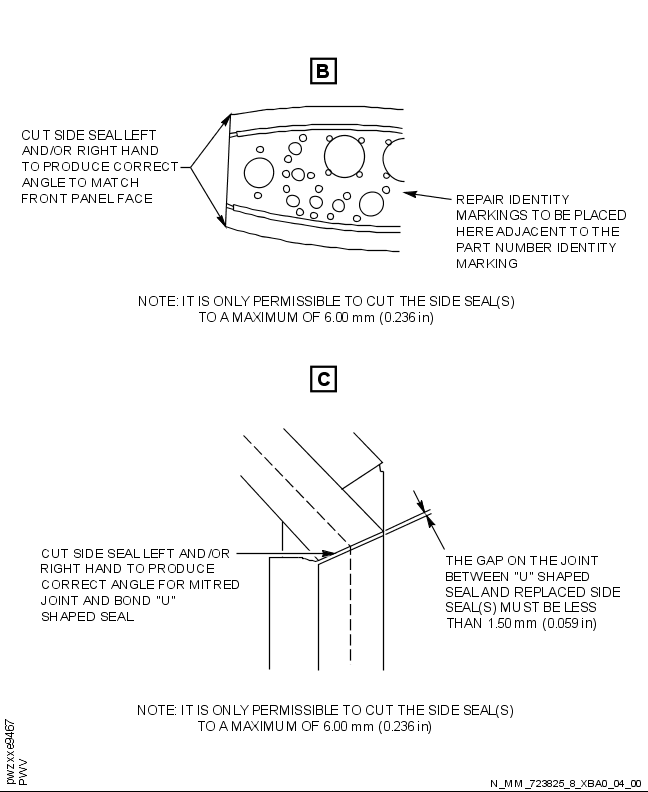 B
CUT SIDE SEAL LEFT
AND/OR RIGHT HAND
TO PRODUCE CORRECT
ANGLE TO MATCH
FRONT PANEL FACE
REPAIR IDENTITY
MARKINGS TO BE PLACED
HERE ADJACENT TO THE
PART NUMBER IDENTITY
MARKING
NOTE: IT IS ONLY PERMISSIBLE TO CUT THE SIDE SEAL(S)
TO A MAXIMUM OF 6.00 mm (0.236 in)
C
CUT SIDE SEAL LEFT AND/OR
RIGHT HAND TO PRODUCE
CORRECT ANGLE FOR MITRED
JOINT AND BOND "U"
SHAPED SEAL
THE GAP ON THE JOINT
BETWEEN "U" SHAPED
SEAL AND REPLACED SIDE
SEAL(S) MUST BE LESS
THAN 1.50 mm (0.059 in)
NOTE: IT IS ONLY PERMISSIBLE TO CUT THE SIDE SEAL(S)
TO A MAXIMUM OF 6.00 mm (0.236 in)
pwzxxe9467
PWV
N_MM_723825_8_XBA0_04_00